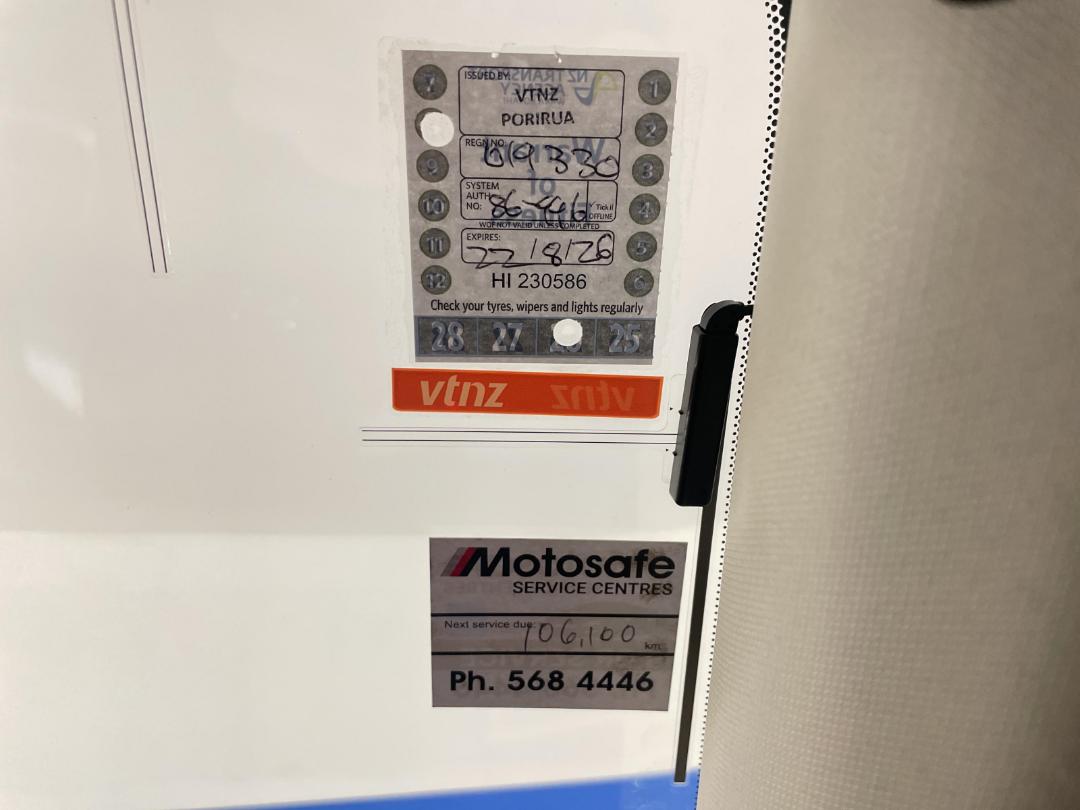 ISSUED BY:
VTNZ
PORIRUA
REGN NO:
SYSTEM
AUTH
NO:
Tick if
OFFLINE
WOF NOT VALID UNLESS COMPLETED
EXPIRES:
22/8/26
HI 230586
Check your tyres, wipers and lights regularly
7 9 10 11 12
1 2 3 4 5 6
28 27 25
vtnz
Motosafe
SERVICE CENTRES
Next service due: 106,100 km
Ph. 568 4446